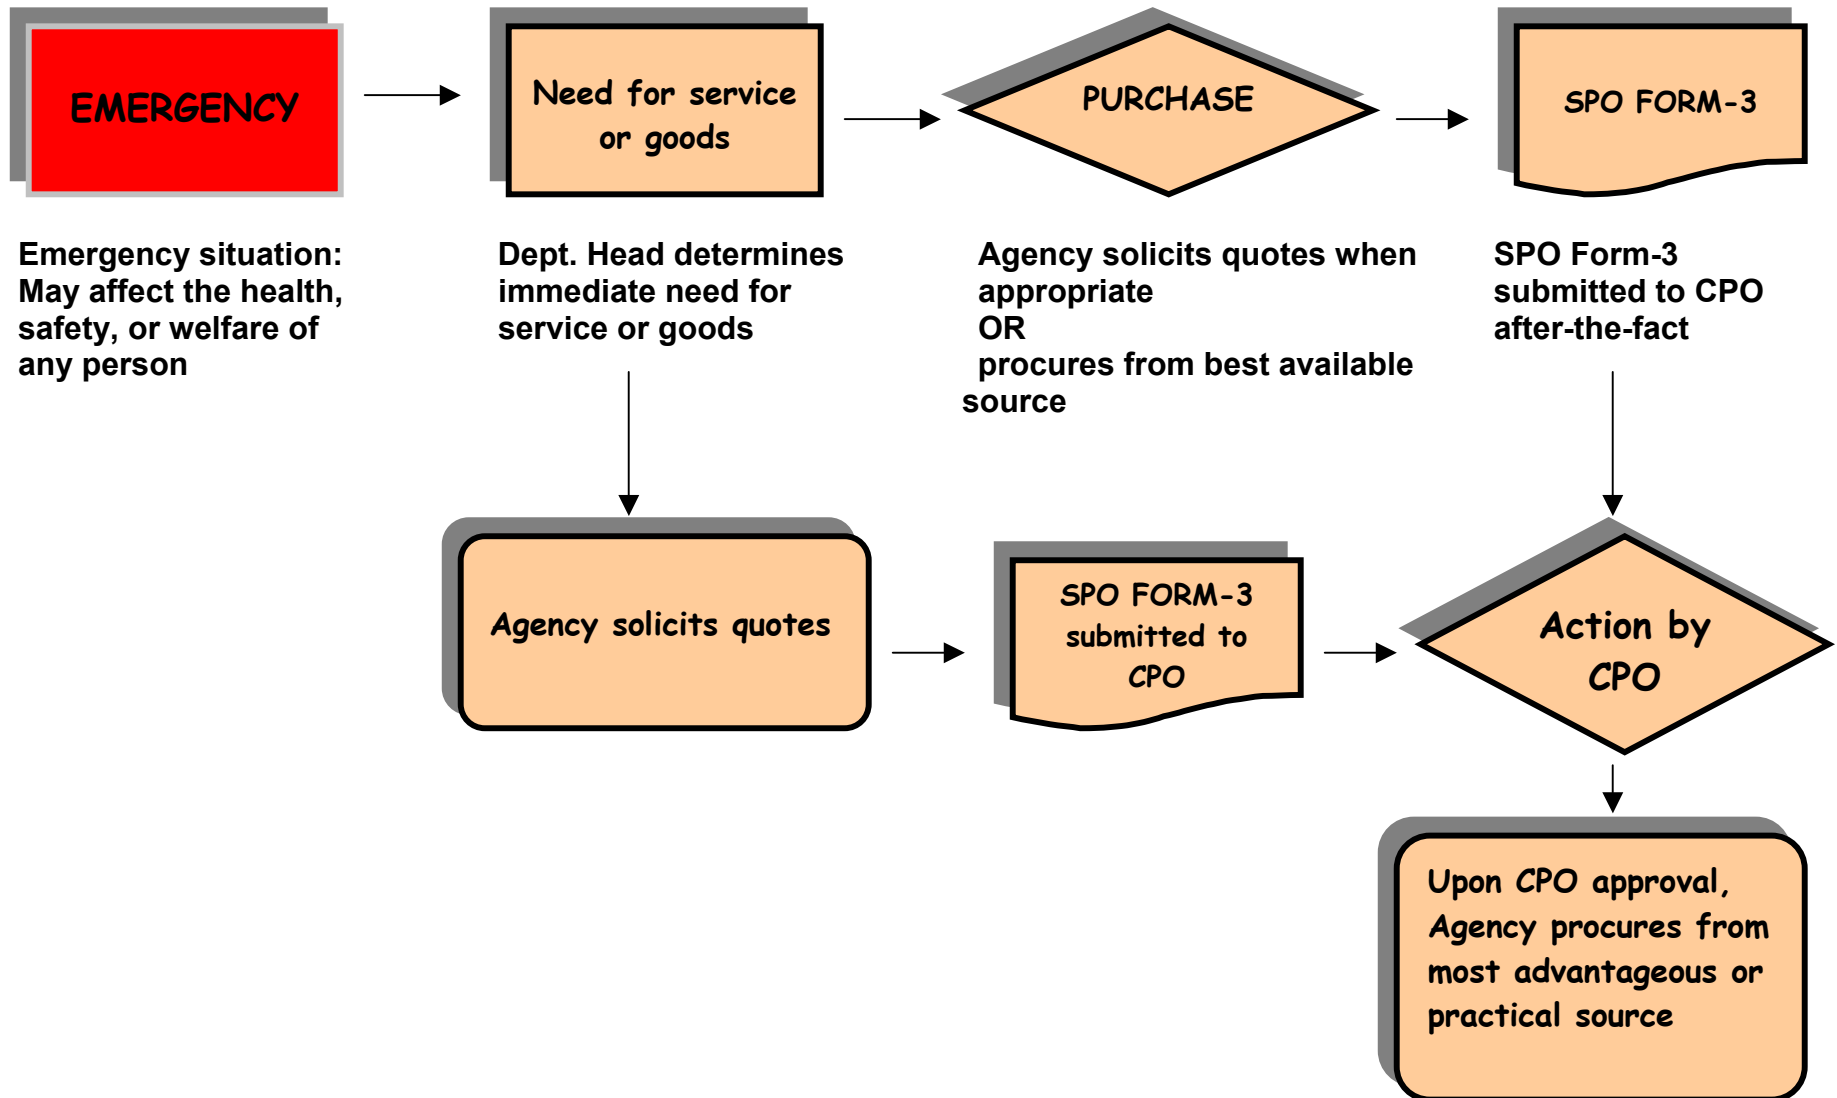 EMERGENCY
Need for service
or goods
PURCHASE
SPO FORM-3
Emergency situation:
May affect the health,
safety, or welfare of
any person
Dept. Head determines
immediate need for
service or goods
Agency solicits quotes when
appropriate
OR
procures from best available
source
SPO Form-3
submitted to CPO
after-the-fact
Agency solicits quotes
SPO FORM-3
submitted to
CPO
Action by
CPO
Upon CPO approval,
Agency procures from
most advantageous or
practical source